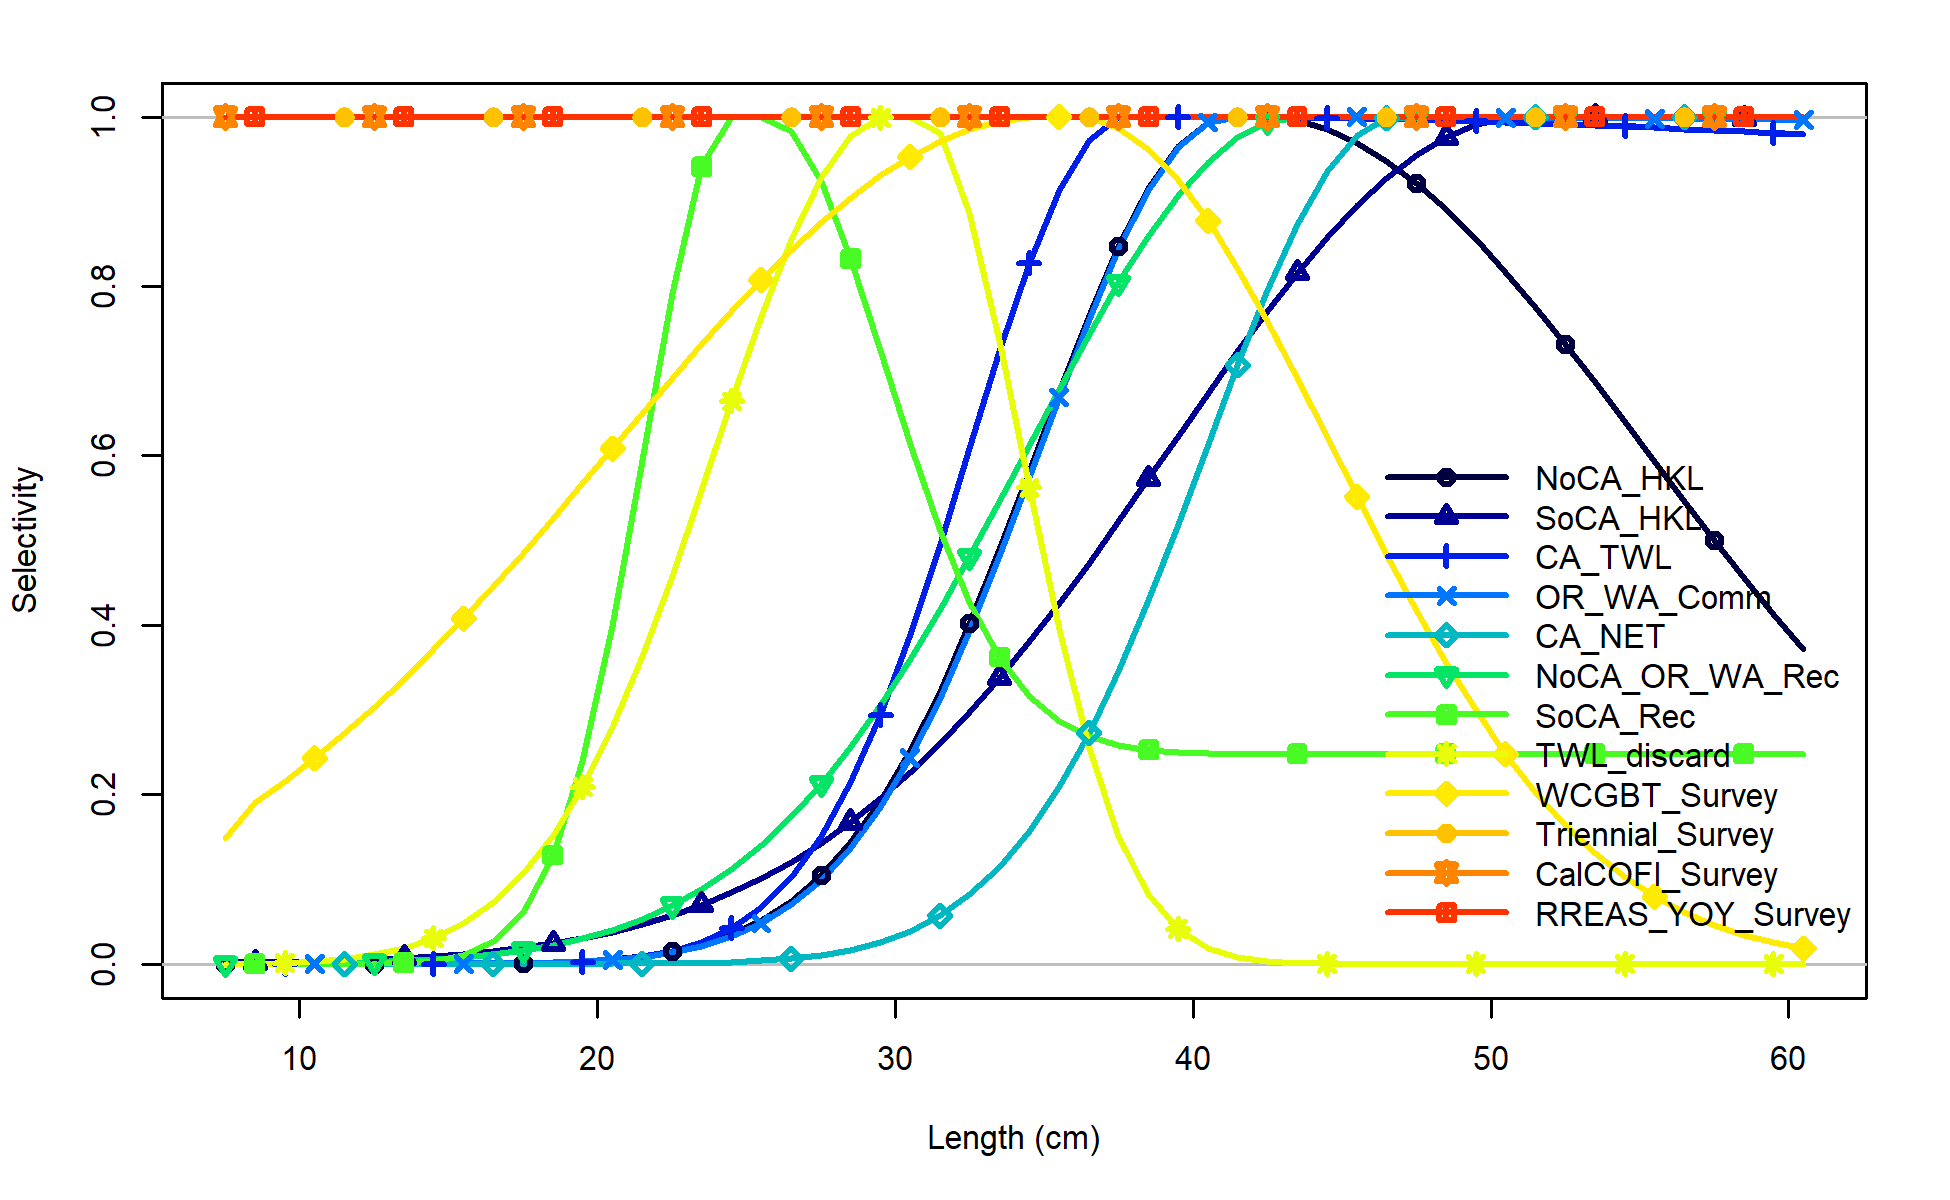 1.0
0.8
0.6
0.4
0.2
0.0
Selectivity
NoCA_HKL
SoCA_HKL
CA_TWL
OR_WA_Comm
CA_NET
NoCA_OR_WA_Rec
SoCA_Rec
TWL_discard
WCGBT_Survey
Triennial_Survey
CalCOFI_Survey
RREAS_YOY_Survey
10 20 30 40 50 60
Length (cm)